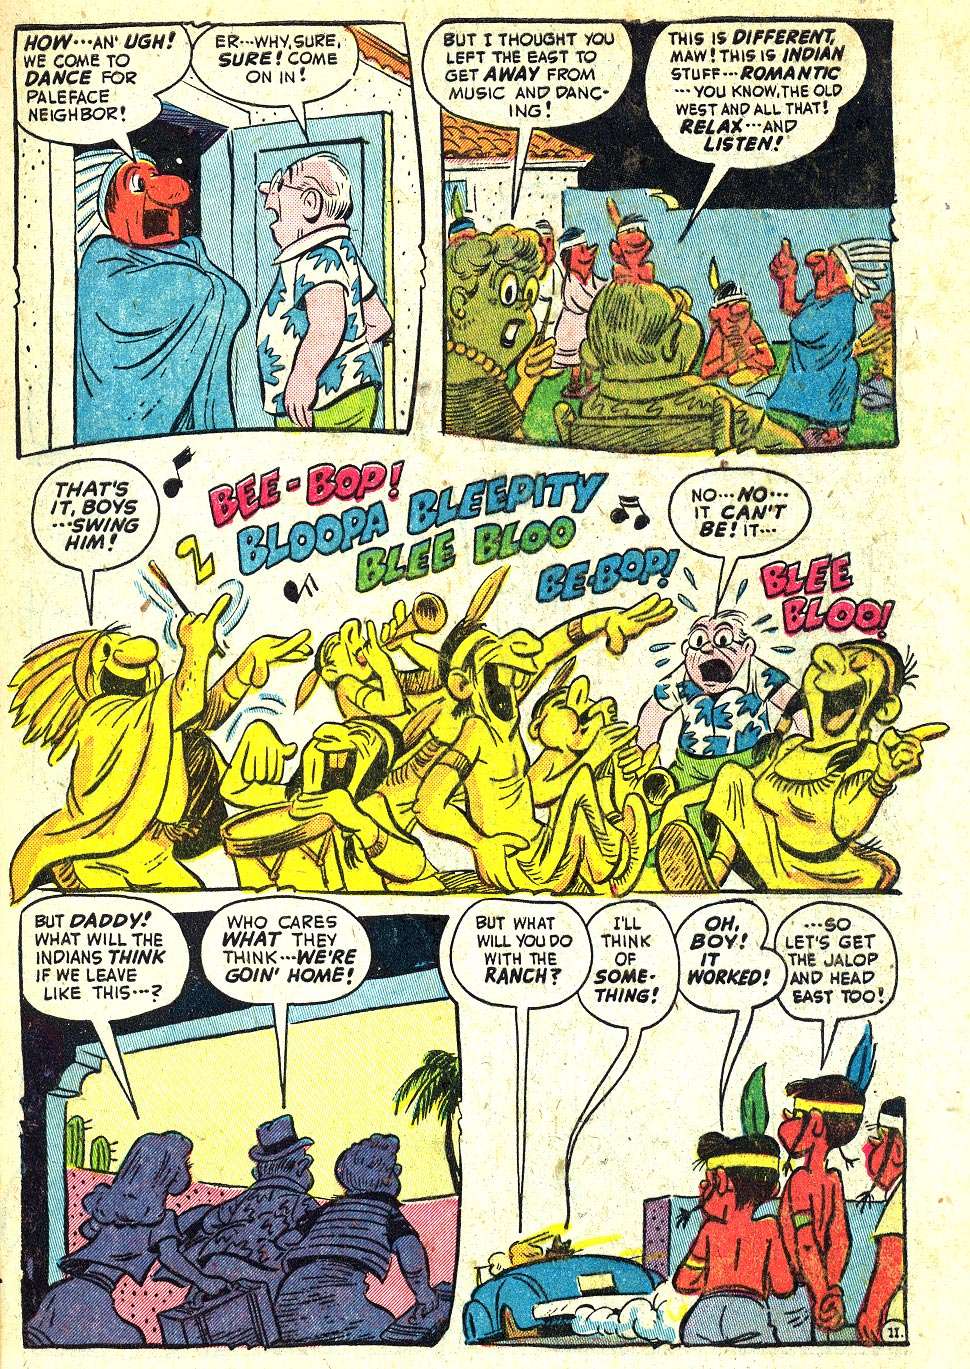 HOW---AN' UGH!
WE COME TO
DANCE FOR
PALEFACE
NEIGHBOR!
ER---WHY, SURE,
SURE! COME
ON IN!
BUT I THOUGHT YOU
LEFT THE EAST TO
GET AWAY FROM
MUSIC AND DANC-
ING!
THIS IS DIFFERENT,
MAW! THIS IS INDIAN
STUFF---ROMANTIC
---YOU KNOW, THE OLD
WEST AND ALL THAT!
RELAX---AND
LISTEN!
THAT'S
IT, BOYS
---SWING
HIM!
BEE-BOP!
BLOOPA BLEEPITY
BLEE BLOO
BE-BOP!
NO---NO---
IT CAN'T
BE! IT---
BLEE
BLOO!
BUT DADDY!
WHAT WILL THE
INDIANS THINK
IF WE LEAVE
LIKE THIS---?
WHO CARES
WHAT THEY
THINK---WE'RE
GOIN' HOME!
BUT WHAT
WILL YOU DO
WITH THE
RANCH?
I'LL
THINK
OF
SOME-
THING!
OH,
BOY!
IT
WORKED!
---SO
LET'S GET
THE JALOP
AND HEAD
EAST TOO!
11.